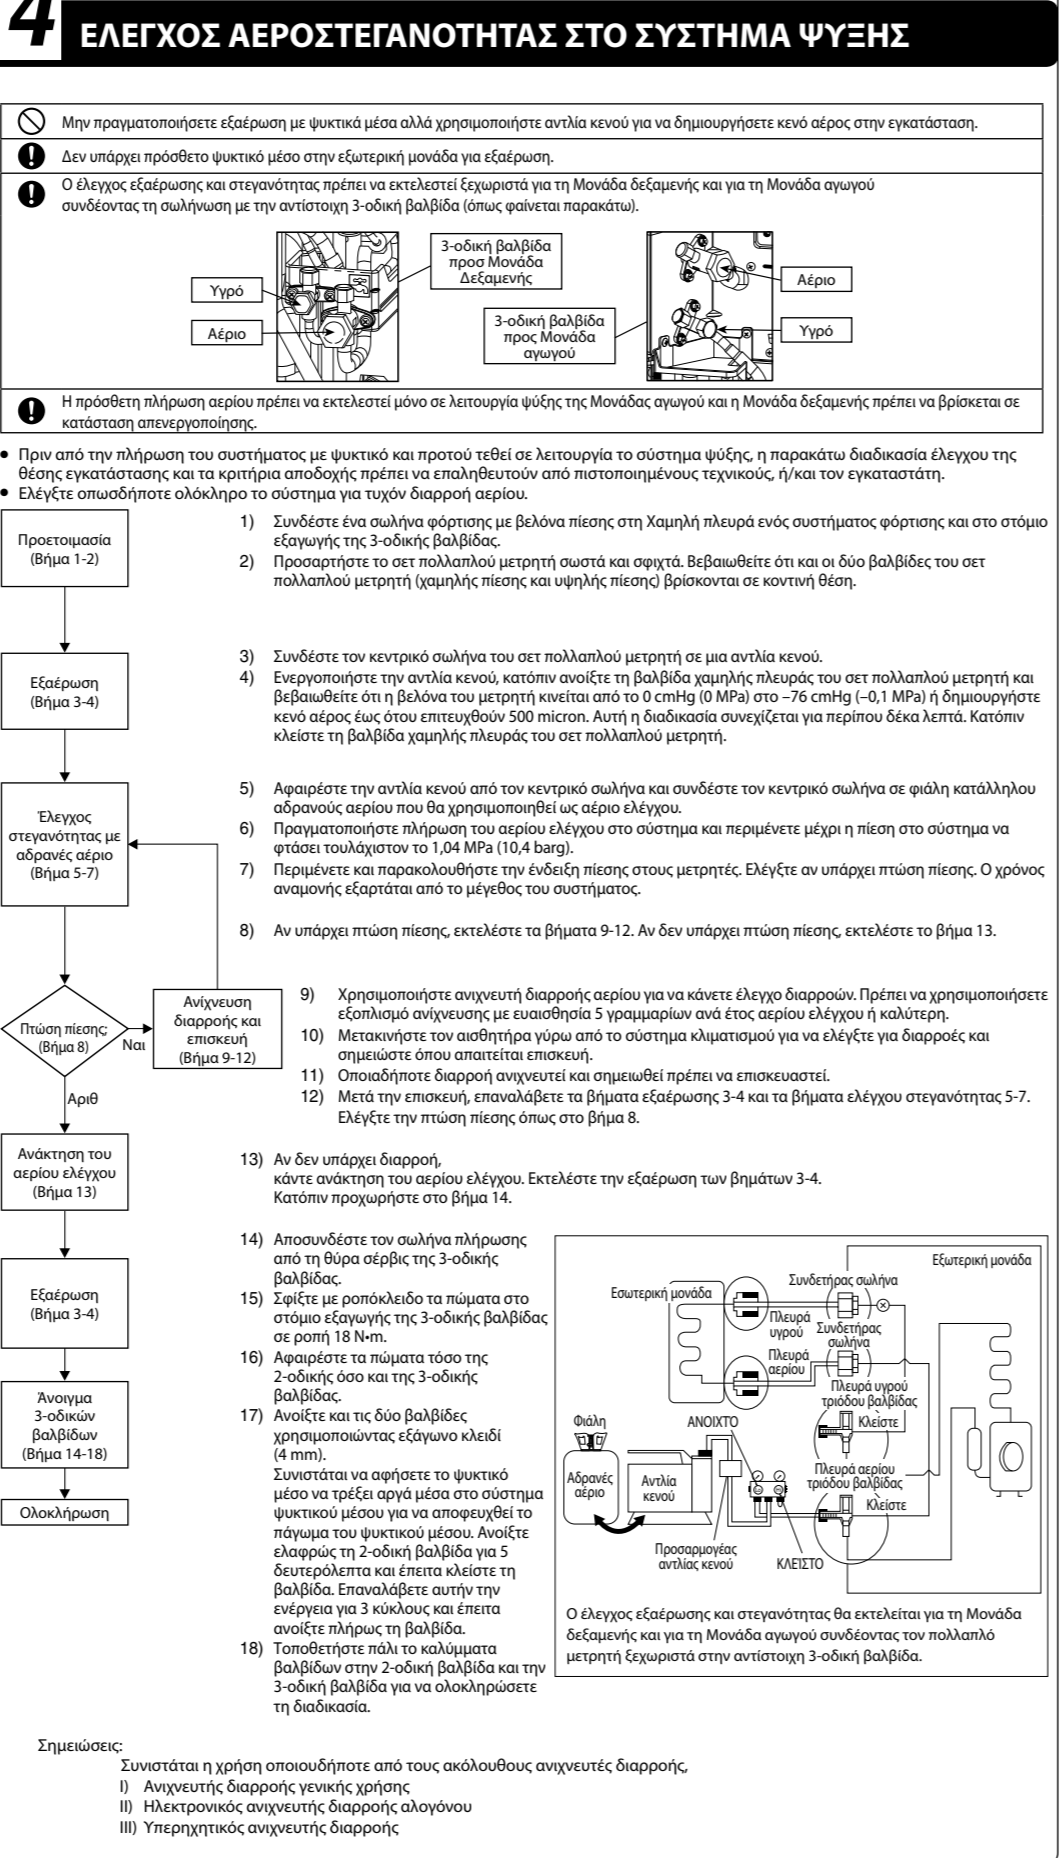 4
ΕΛΕΓΧΟΣ ΑΕΡΟΣΤΕΓΑΝΟΤΗΤΑΣ ΣΤΟ ΣΥΣΤΗΜΑ ΨΥΞΗΣ
Μην πραγματοποιήσετε εξαέρωση με ψυκτικά μέσα αλλά χρησιμοποιήστε αντλία κενού για να δημιουργήσετε κενό αέρος στην εγκατάσταση.
Δεν υπάρχει πρόσθετο ψυκτικό μέσο στην εξωτερική μονάδα για εξαέρωση.
Ο έλεγχος εξαέρωσης και στεγανότητας πρέπει να εκτελεστεί ξεχωριστά για τη Μονάδα δεξαμενής και για τη Μονάδα αγωγού
συνδέοντας τη σωλήνωση με την αντίστοιχη 3-οδική βαλβίδα (όπως φαίνεται παρακάτω).
Υγρό
Αέριο
3-οδική βαλβίδα
προσ Μονάδα
Δεξαμενής
3-οδική βαλβίδα
προς Μονάδα
αγωγού
Αέριο
Υγρό
Η πρόσθετη πλήρωση αερίου πρέπει να εκτελεστεί μόνο σε λειτουργία ψύξης της Μονάδας αγωγού και η Μονάδα δεξαμενής πρέπει να βρίσκεται σε
κατάσταση απενεργοποίησης.
• Πριν από την πλήρωση του συστήματος με ψυκτικό και προτού τεθεί σε λειτουργία το σύστημα ψύξης, η παρακάτω διαδικασία έλεγχου της
θέσης εγκατάστασης και τα κριτήρια αποδοχής πρέπει να επαληθευτούν από πιστοποιημένους τεχνικούς, ή/και τον εγκαταστάτη.
• Ελέγξτε οπωσδήποτε ολόκληρο το σύστημα για τυχόν διαρροή αερίου.
Προετοιμασία
(Βήμα 1-2)
1) Συνδέστε ένα σωλήνα φόρτισης με βελόνα πίεσης στη Χαμηλή πλευρά ενός συστήματος φόρτισης και στο στόμιο
εξαγωγής της 3-οδικής βαλβίδας.
2) Προσαρτήστε το σετ πολλαπλού μετρητή σωστά και σφιχτά. Βεβαιωθείτε ότι και οι δύο βαλβίδες του σετ
πολλαπλού μετρητή (χαμηλής πίεσης και υψηλής πίεσης) βρίσκονται σε κοντινή θέση.
Εξαέρωση
(Βήμα 3-4)
3) Συνδέστε τον κεντρικό σωλήνα του σετ πολλαπλού μετρητή σε μια αντλία κενού.
4) Ενεργοποιήστε την αντλία κενού, κατόπιν ανοίξτε τη βαλβίδα χαμηλής πλευράς του σετ πολλαπλού μετρητή και
βεβαιωθείτε ότι η βελόνα του μετρητή κινείται από το 0 cmHg (0 MPa) στο –76 cmHg (–0,1 MPa) ή δημιουργήστε
κενό αέρος έως ότου επιτευχθούν 500 micron. Αυτή η διαδικασία συνεχίζεται για περίπου δέκα λεπτά. Κατόπιν
κλείστε τη βαλβίδα χαμηλής πλευράς του σετ πολλαπλού μετρητή.
Έλεγχος
στεγανότητας με
αδρανές αέριο
(Βήμα 5-7)
5) Αφαιρέστε την αντλία κενού από τον κεντρικό σωλήνα και συνδέστε τον κεντρικό σωλήνα σε φιάλη κατάλληλου
αδρανούς αερίου που θα χρησιμοποιηθεί ως αέριο ελέγχου.
6) Πραγματοποιήστε πλήρωση του αερίου ελέγχου στο σύστημα και περιμένετε μέχρι η πίεση στο σύστημα να
φτάσει τουλάχιστον το 1,04 MPa (10,4 barg).
7) Περιμένετε και παρακολουθήστε την ένδειξη πίεσης στους μετρητές. Ελέγξτε αν υπάρχει πτώση πίεσης. Ο χρόνος
αναμονής εξαρτάται από το μέγεθος του συστήματος.
8) Αν υπάρχει πτώση πίεσης, εκτελέστε τα βήματα 9-12. Αν δεν υπάρχει πτώση πίεσης, εκτελέστε το βήμα 13.
Πτώση πίεσης;
(Βήμα 8)
Ναι
Αριθ
Ανίχνευση
διαρροής και
επισκευή
(Βήμα 9-12)
9) Χρησιμοποιήστε ανιχνευτή διαρροής αερίου για να κάνετε έλεγχο διαρροών. Πρέπει να χρησιμοποιήσετε
εξοπλισμό ανίχνευσης με ευαισθησία 5 γραμμαρίων ανά έτος αερίου ελέγχου ή καλύτερη.
10) Μετακινήστε τον αισθητήρα γύρω από το σύστημα κλιματισμού για να ελέγξτε για διαρροές και
σημειώστε όπου απαιτείται επισκευή.
11) Οποιαδήποτε διαρροή ανιχνευτεί και σημειωθεί πρέπει να επισκευαστεί.
12) Μετά την επισκευή, επαναλάβετε τα βήματα εξαέρωσης 3-4 και τα βήματα ελέγχου στεγανότητας 5-7.
Ελέγξτε την πτώση πίεσης όπως στο βήμα 8.
Ανάκτηση του
αερίου ελέγχου
(Βήμα 13)
13) Αν δεν υπάρχει διαρροή,
κάντε ανάκτηση του αερίου ελέγχου. Εκτελέστε την εξαέρωση των βημάτων 3-4.
Κατόπιν προχωρήστε στο βήμα 14.
Εξαέρωση
(Βήμα 3-4)
Άνοιγμα
3-οδικών
βαλβίδων
(Βήμα 14-18)
Ολοκλήρωση
14) Αποσυνδέστε τον σωλήνα πλήρωσης
από τη θύρα σέρβις της 3-οδικής
βαλβίδας.
15) Σφίξτε με ροπόκλειδο τα πώματα στο
στόμιο εξαγωγής της 3-οδικής βαλβίδας
σε ροπή 18 N•m.
16) Αφαιρέστε τα πώματα τόσο της
2-οδικής όσο και της 3-οδικής
βαλβίδας.
17) Ανοίξτε και τις δύο βαλβίδες
χρησιμοποιώντας εξάγωνο κλειδί
(4 mm).
Συνιστάται να αφήσετε το ψυκτικό
μέσο να τρέξει αργά μέσα στο σύστημα
ψυκτικού μέσου για να αποφευχθεί το
πάγωμα του ψυκτικού μέσου. Ανοίξτε
ελαφρώς τη 2-οδική βαλβίδα για 5
δευτερόλεπτα και έπειτα κλείστε τη
βαλβίδα. Επαναλάβετε αυτήν την
ενέργεια για 3 κύκλους και έπειτα
ανοίξτε πλήρως τη βαλβίδα.
18) Τοποθετήστε πάλι το καλύμματα
βαλβίδων στην 2-οδική βαλβίδα και την
3-οδική βαλβίδα για να ολοκληρώσετε
τη διαδικασία.
Εξωτερική μονάδα
Εσωτερική μονάδα
Συνδετήρας σωλήνα
Πλευρά
υγρού
Συνδετήρας
σωλήνα
Πλευρά
αερίου
Πλευρά υγρού
τριόδου βαλβίδας
Κλείστε
Φιάλη
ΑΝΟΙΧΤΌ
Αδρανές
αέριο
Αντλία
κενού
Πλευρά αερίου
τριόδου βαλβίδας
Κλείστε
Προσαρμογέας
αντλίας κενού
ΚΛΕΙΣΤΌ
Ο έλεγχος εξαέρωσης και στεγανότητας θα εκτελείται για τη Μονάδα
δεξαμενής και για τη Μονάδα αγωγού συνδέοντας τον πολλαπλό
μετρητή ξεχωριστά στην αντίστοιχη 3-οδική βαλβίδα.
Σημειώσεις:
Συνιστάται η χρήση οποιουδήποτε από τους ακόλουθους ανιχνευτές διαρροής,
I) Ανιχνευτής διαρροής γενικής χρήσης
II) Ηλεκτρονικός ανιχνευτής διαρροής αλογόνου
III) Υπερηχητικός ανιχνευτής διαρροής